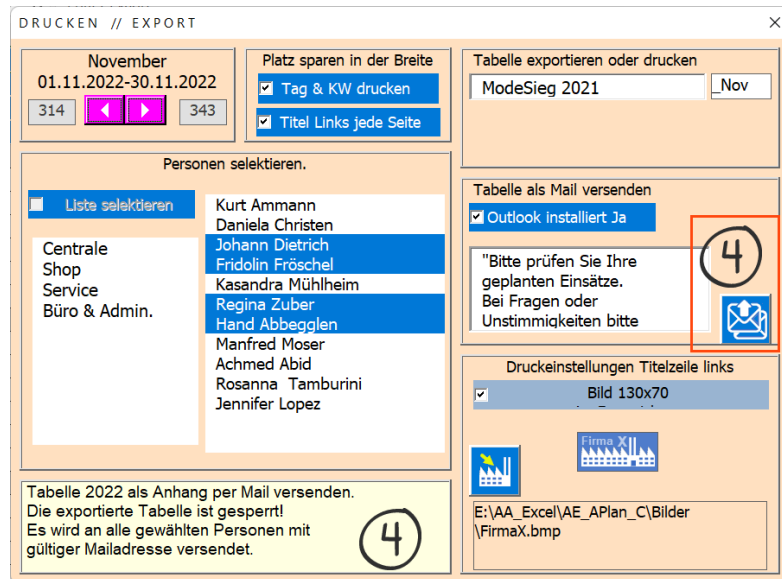 DRUCKEN // EXPORT
November
01.11.2022-30.11.2022
314
343
Platz sparen in der Breite
Tag & KW drucken
Titel Links jede Seite
Tabelle exportieren oder drucken
ModeSieg 2021
_Nov
Personen selektieren.
Liste selektieren
Centrale
Shop
Service
Büro & Admin.
Kurt Ammann
Daniela Christen
Johann Dietrich
Fridolin Fröschel
Kasandra Mühlheim
Regina Zuber
Hand Abbegglen
Manfred Moser
Achmed Abid
Rosanna Tamburini
Jennifer Lopez
Tabelle als Mail versenden
Outlook installiert Ja
"Bitte prüfen Sie Ihre
geplanten Einsätze.
Bei Fragen oder
Unstimmigkeiten bitte
4
Druckeinstellungen Titelzeile links
Bild 130x70
Firma X
E:\AA_Excel\AE_APlan_C\Bilder
\FirmaX.bmp
Tabelle 2022 als Anhang per Mail versenden.
Die exportierte Tabelle ist gesperrt!
Es wird an alle gewählten Personen mit
gültiger Mailadresse versendet.
4